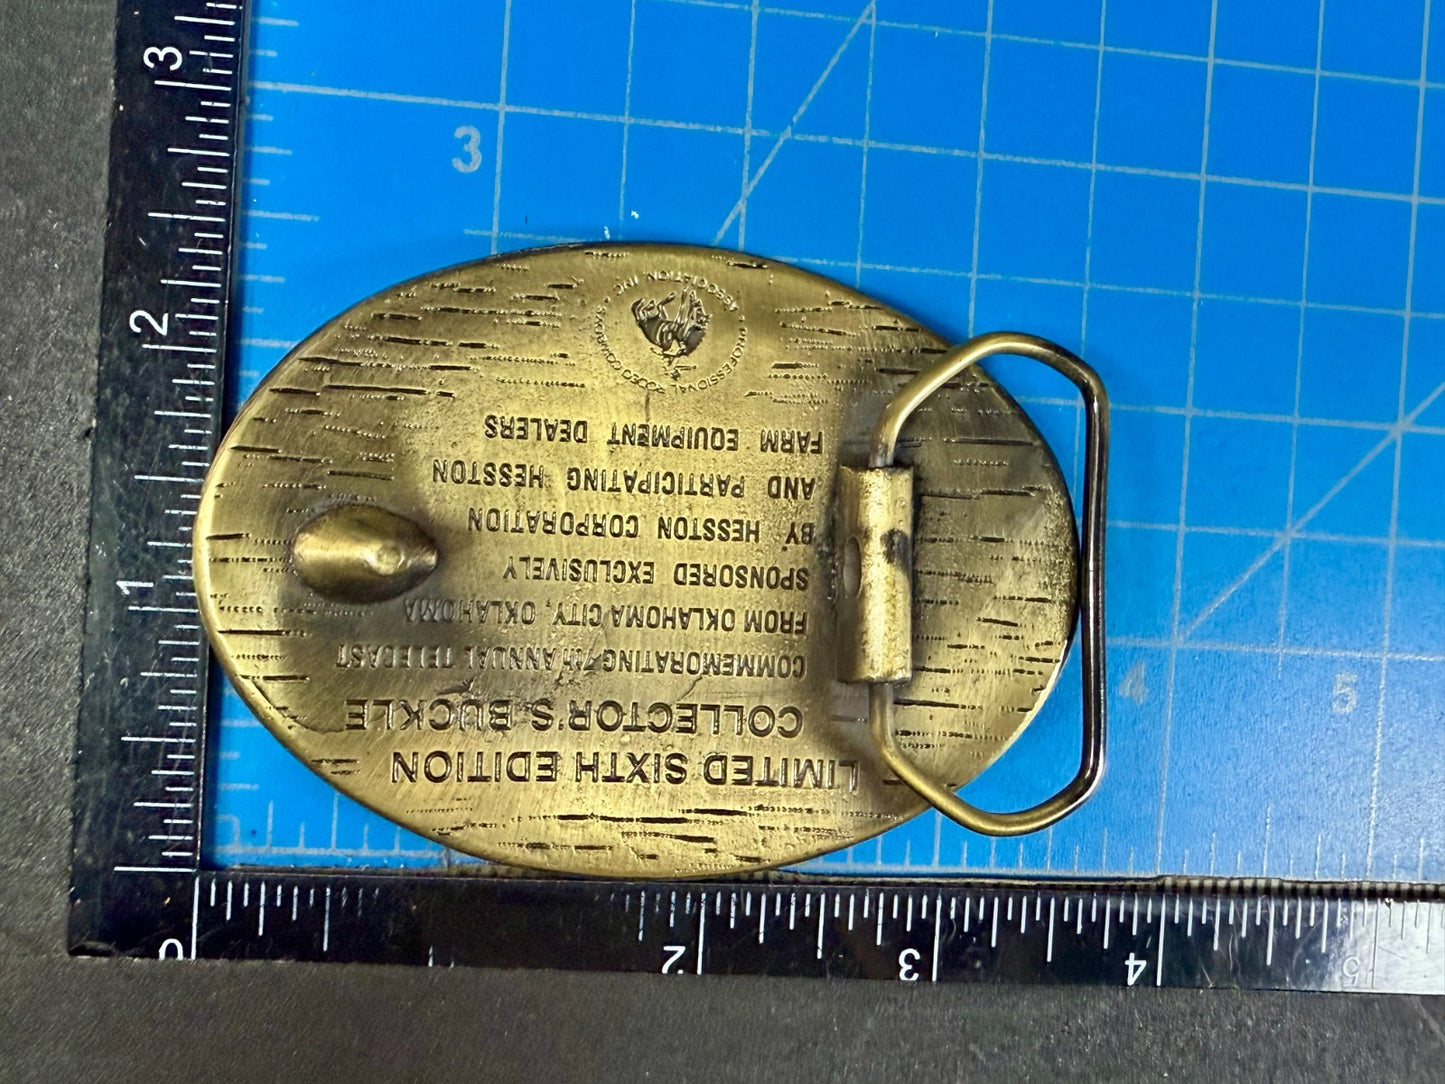 LIMITED SIXTH EDITION
COLLECTOR'S BUCKLE
COMMEMORATING 7th ANNUAL TELECAST
FROM OKLAHOMA CITY, OKLAHOMA
SPONSORED EXCLUSIVELY
BY HESSTON CORPORATION
AND PARTICIPATING HESSTON
FARM EQUIPMENT DEALERS
PROFESSIONAL RODEO COWBOYS ASSOCIATION, INC.
3
2
1
0
2
3
4
5
3
4
5